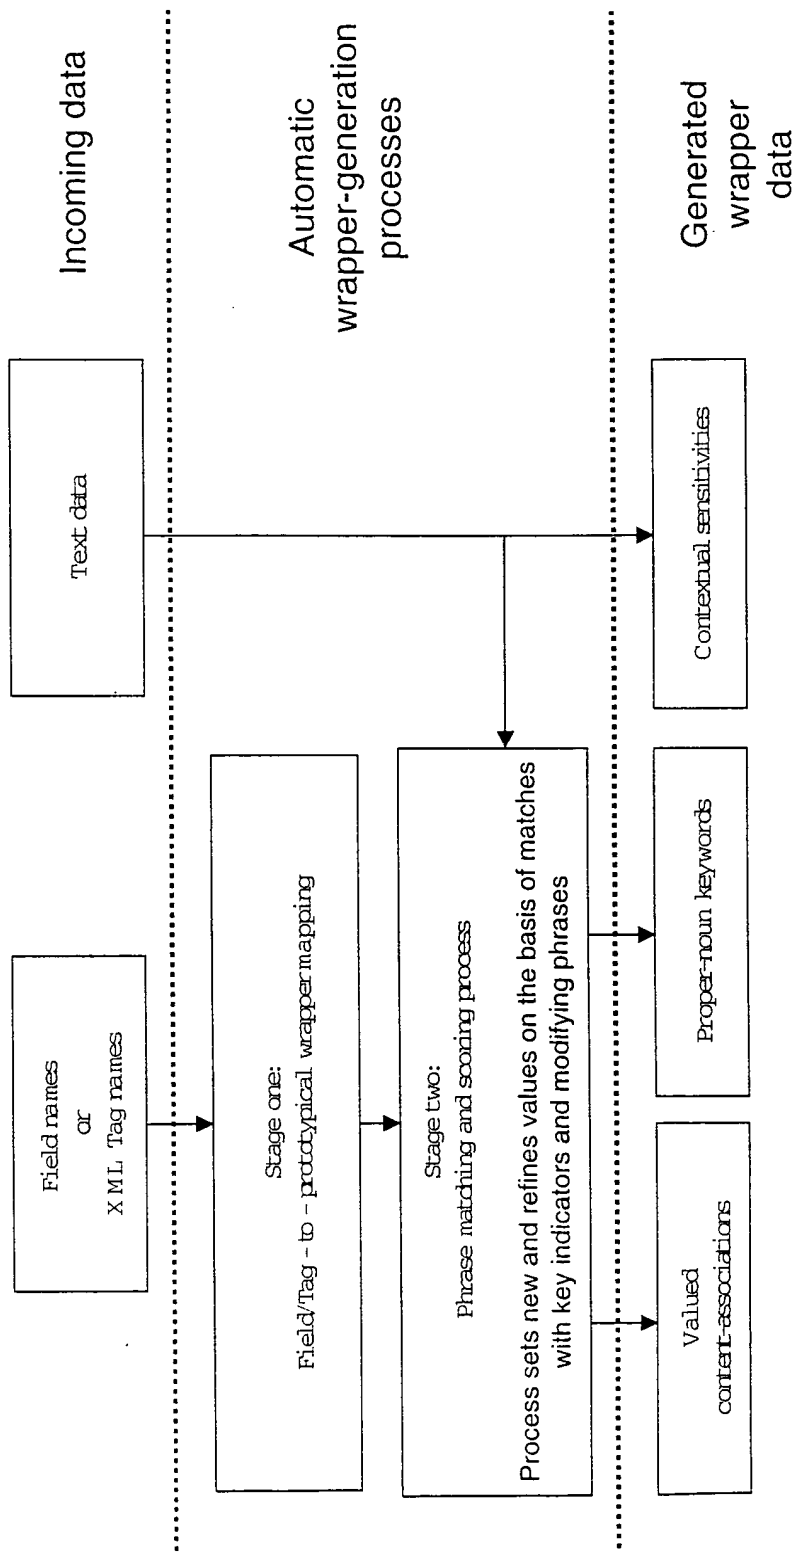 Field names
or
XML Tag names
Text data
Incoming data
Stage one:
Field/Tag - to - prototypical wrapper mapping
Stage two:
Phrase matching and scoring process
Process sets new and refines values on the basis of matches
with key indicators and modifying phrases
Automatic
wrapper-generation
processes
Valued
content-associations
Proper-noun keywords
Contextual sensitivities
Generated
wrapper
data